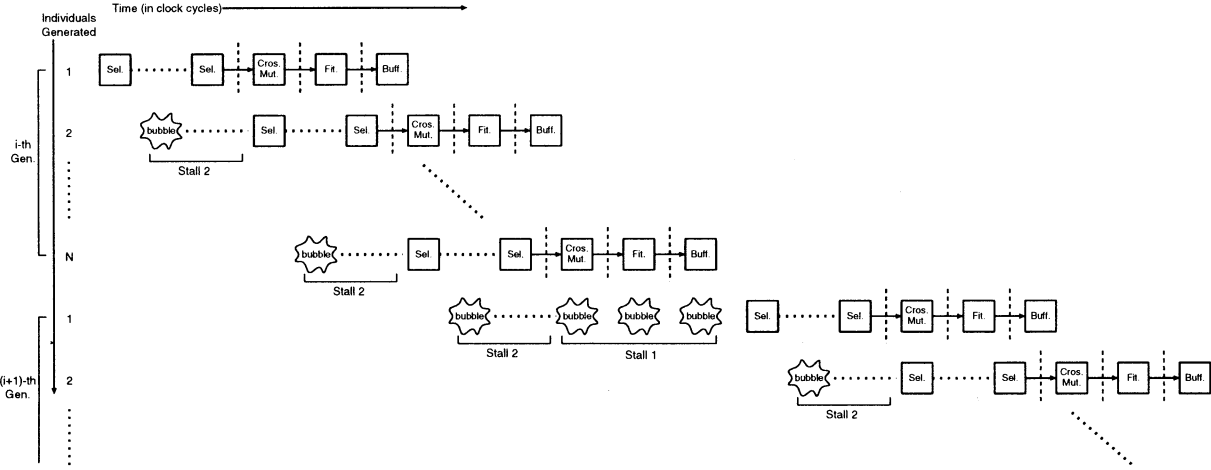 Time (in clock cycles)
Individuals
Generated
1 Sel. Sel. Cros. Mut. Fit. Buff.
i-th
Gen.
2 bubble Sel. Sel. Cros. Mut. Fit. Buff.
Stall 2
N bubble Sel. Sel. Cros. Mut. Fit. Buff.
Stall 2
1 bubble bubble bubble bubble Sel. Sel. Cros. Mut. Fit. Buff.
Stall 2 Stall 1
(i+1)-th
Gen.
2 bubble Sel. Sel. Cros. Mut. Fit. Buff.
Stall 2